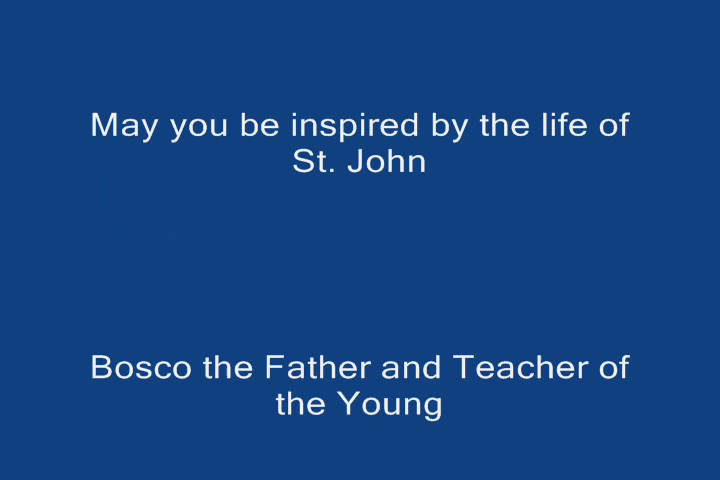 May you be inspired by the life of
St. John
Bosco the Father and Teacher of
the Young